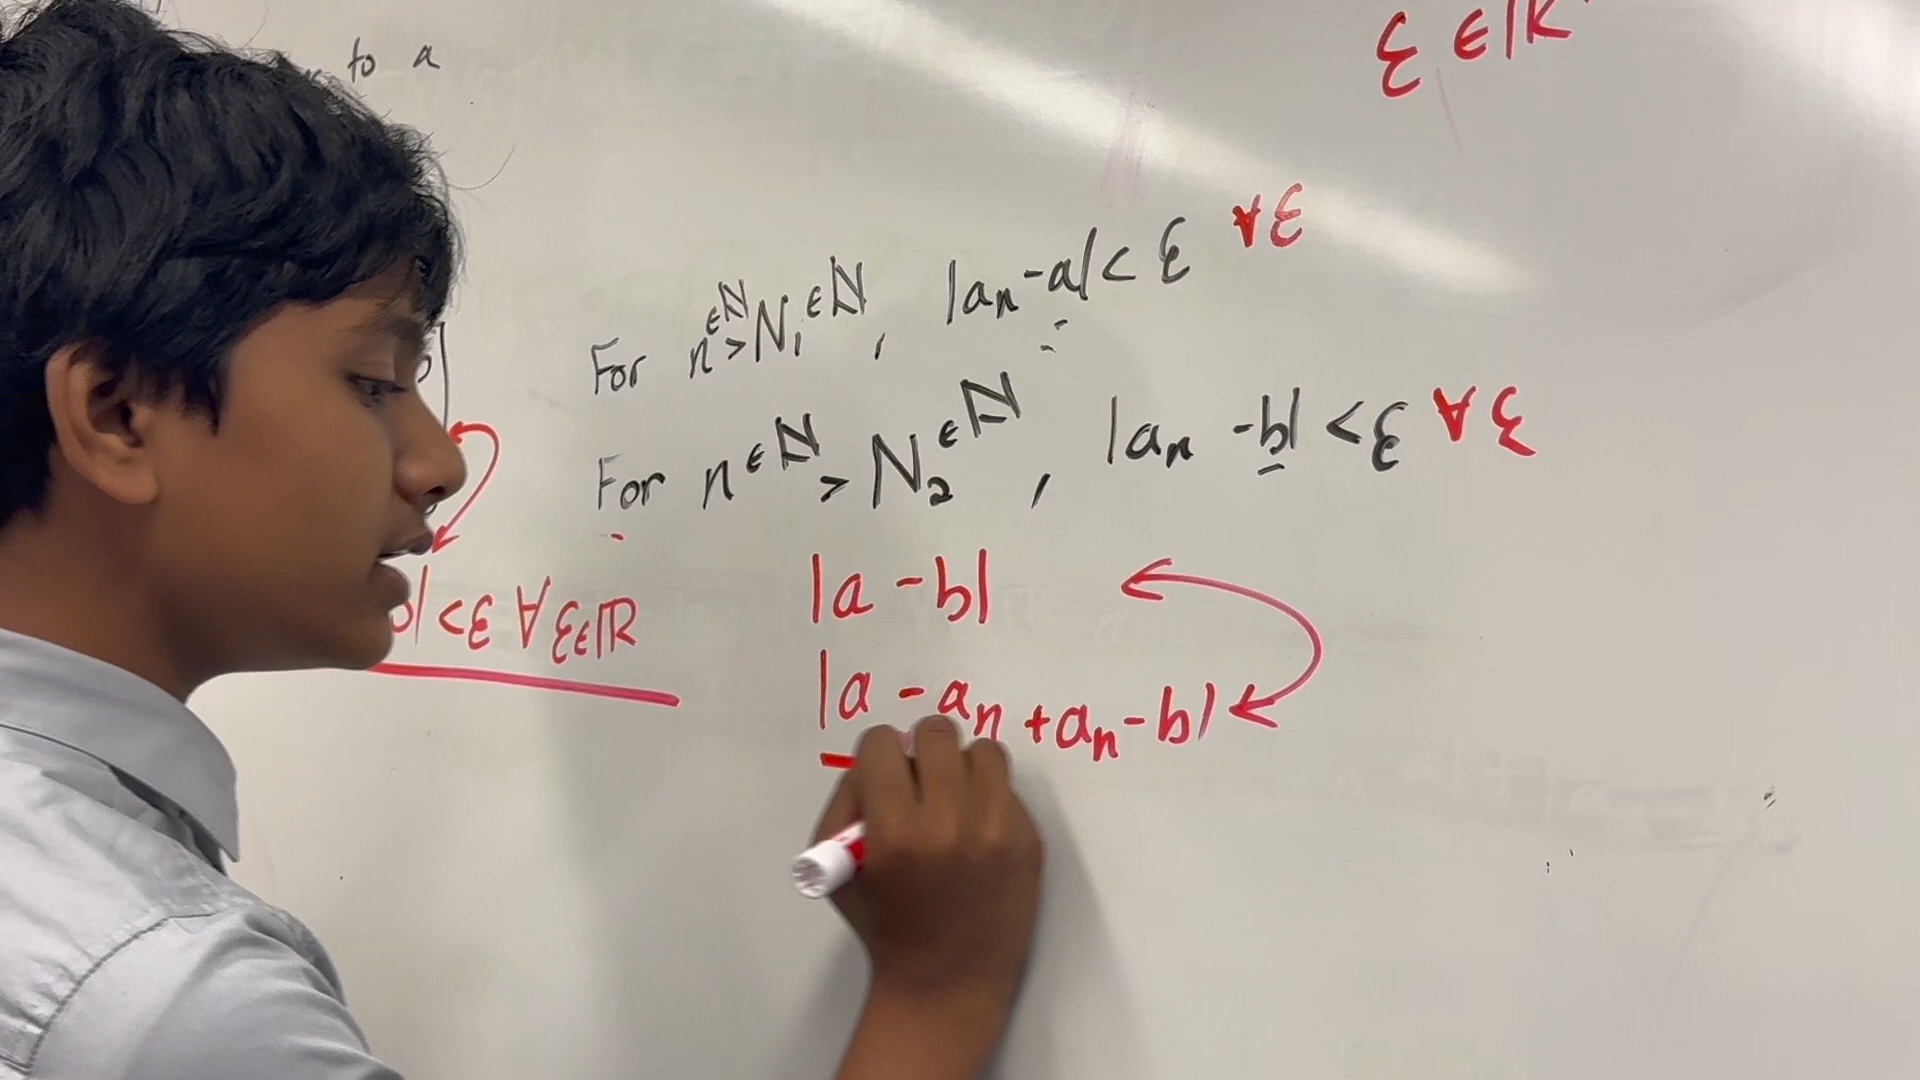 to a
ε ∈ ℝ
For n^{∈ℕ} > N₁^{∈ℕ}, |aₙ - a| < ε ∀ ε
For n^{∈ℕ} > N₂^{∈ℕ}, |aₙ - b| < ε ∀ ε
|a - b|
| < ε ∀ ε∈ℝ
|a - aₙ + aₙ - b|